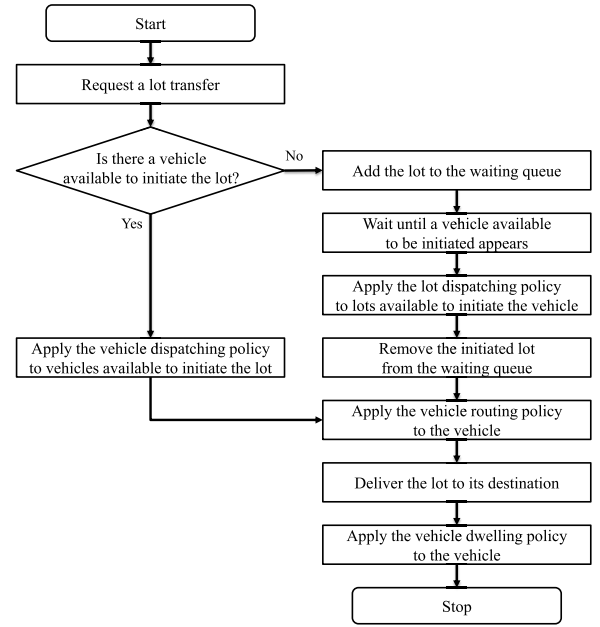 Start
Request a lot transfer
Is there a vehicle
available to initiate the lot?
No
Yes
Add the lot to the waiting queue
Wait until a vehicle available
to be initiated appears
Apply the lot dispatching policy
to lots available to initiate the vehicle
Apply the vehicle dispatching policy
to vehicles available to initiate the lot
Remove the initiated lot
from the waiting queue
Apply the vehicle routing policy
to the vehicle
Deliver the lot to its destination
Apply the vehicle dwelling policy
to the vehicle
Stop